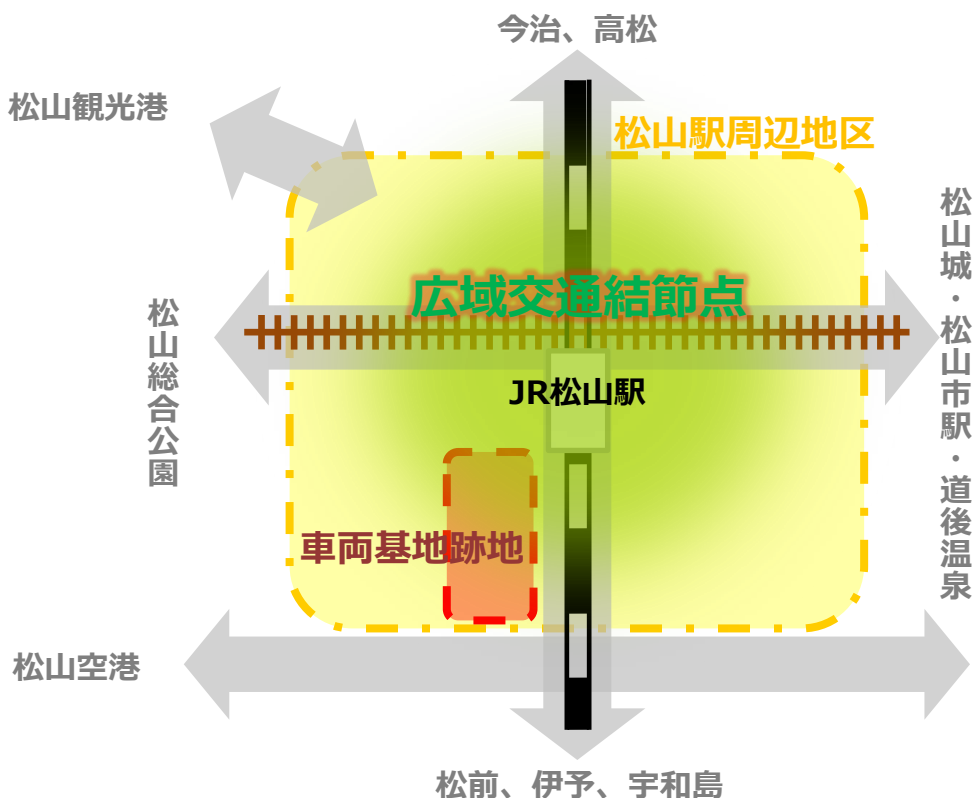 今治、高松
松山観光港
松山駅周辺地区
松山城・松山市駅・道後温泉
広域交通結節点
松山総合公園
JR松山駅
車両基地跡地
松山空港
松前、伊予、宇和島